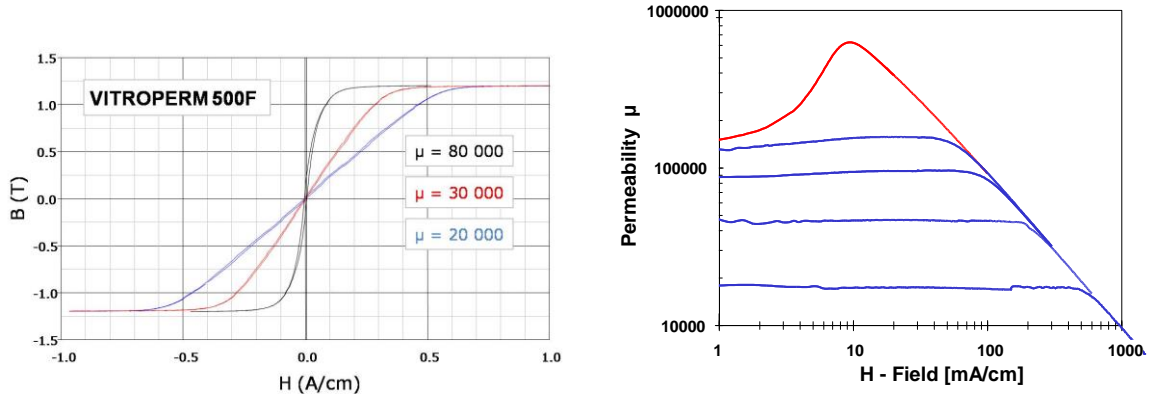 1.5
1.0
0.5
0.0
-0.5
-1.0
-1.5
B (T)
VITROPERM 500F
µ = 80 000
µ = 30 000
µ = 20 000
-1.0
-0.5
0.0
0.5
1.0
H (A/cm)
1000000
100000
10000
Permeability µ
1
10
100
1000
H - Field [mA/cm]